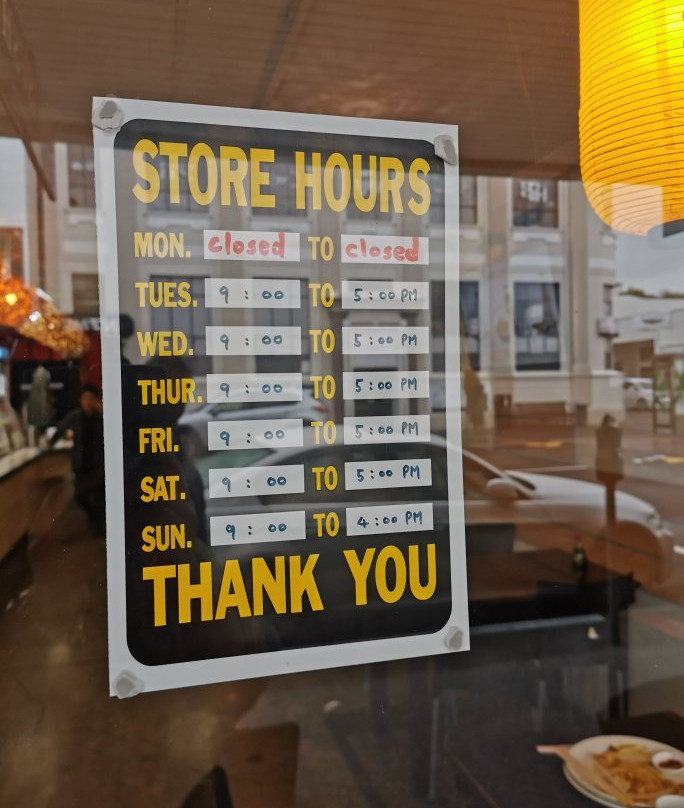 STORE HOURS
MON. closed TO closed
TUES. 9 : 00 TO 5 : 00 PM
WED. 9 : 00 TO 5 : 00 PM
THUR. 9 : 00 TO 5 : 00 PM
FRI. 9 : 00 TO 5 : 00 PM
SAT. 9 : 00 TO 5 : 00 PM
SUN. 9 : 00 TO 4 : 00 PM
THANK YOU